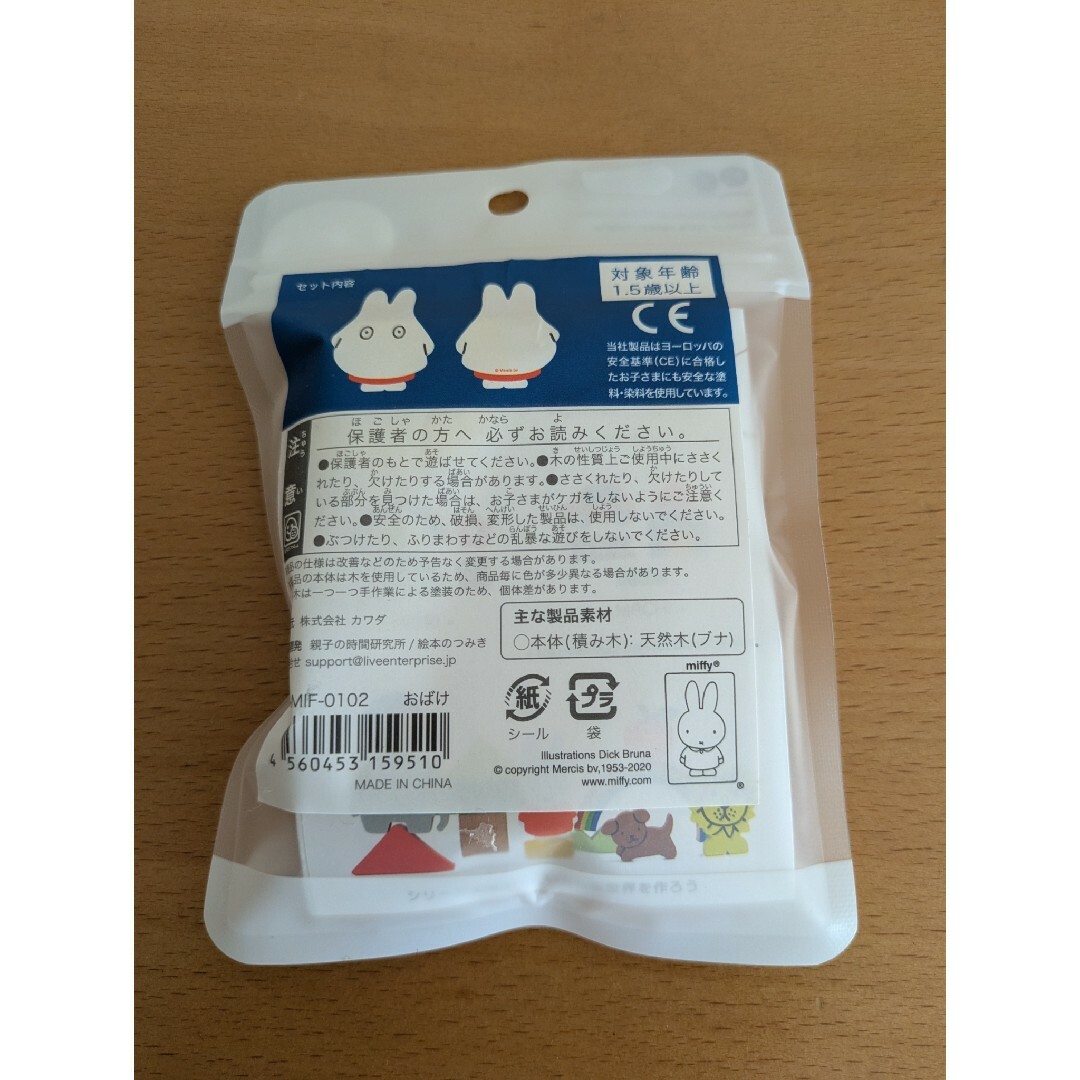 セット内容
対象年齢
1.5歳以上
CE
当社製品はヨーロッパの
安全基準(CE)に合格し
たお子さまにも安全な塗
料・染料を使用しています。
注意
ちゅうい
ほごしゃ かた かなら よ
保護者の方へ 必ずお読みください。
●保護者のもとで遊ばせてください。●木の性質上ご使用中にささく
れたり、欠けたりする場合があります。●ささくれたり、欠けたりして
いる部分を見つけた場合は、お子さまがケガをしないようにご注意く
ださい。●安全のため、破損、変形した製品は、使用しないでください。
●ぶつけたり、ふりまわすなどの乱暴な遊びをしないでください。
の仕様は改善などのため予告なく変更する場合があります。
品の本体は木を使用しているため、商品毎に色が多少異なる場合があります。
木は一つ一つ手作業による塗装のため、個体差があります。
株式会社 カワダ
発 親子の時間研究所/絵本のつみき
せ support@liveenterprise.jp
主な製品素材
○本体(積み木): 天然木(ブナ)
MIF-0102 おばけ
4 560453 159510
MADE IN CHINA
紙
シール
プラ
袋
miffy®
Illustrations Dick Bruna
© copyright Mercis bv,1953-2020
www.miffy.com
®